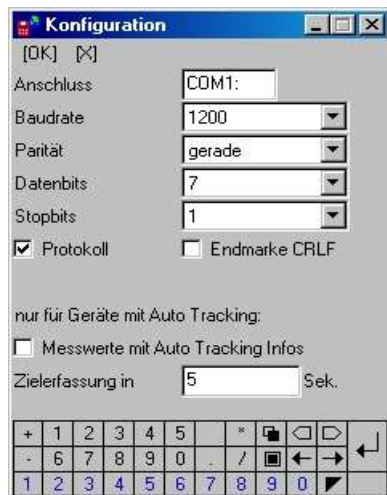 Konfiguration
[OK] [X]
Anschluss COM1:
Baudrate 1200
Parität gerade
Datenbits 7
Stopbits 1
Protokoll Endmarke CRLF
nur für Geräte mit Auto Tracking:
Messwerte mit Auto Tracking Infos
Zielerfassung in 5 Sek.
+ 1 2 3 4 5 *
- 6 7 8 9 0 . /
1 2 3 4 5 6 7 8 9 0